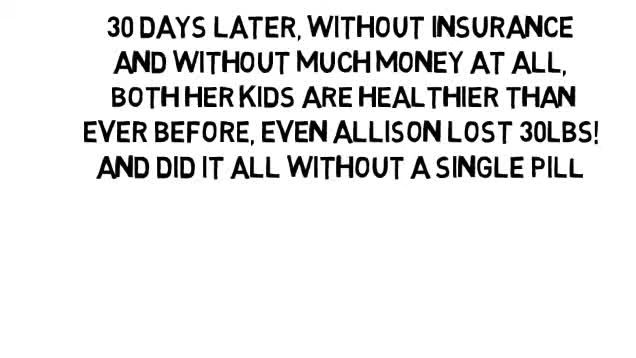 30 DAYS LATER, WITHOUT INSURANCE
AND WITHOUT MUCH MONEY AT ALL,
BOTH HER KIDS ARE HEALTHIER THAN
EVER BEFORE, EVEN ALLISON LOST 30LBS!
AND DID IT ALL WITHOUT A SINGLE PILL